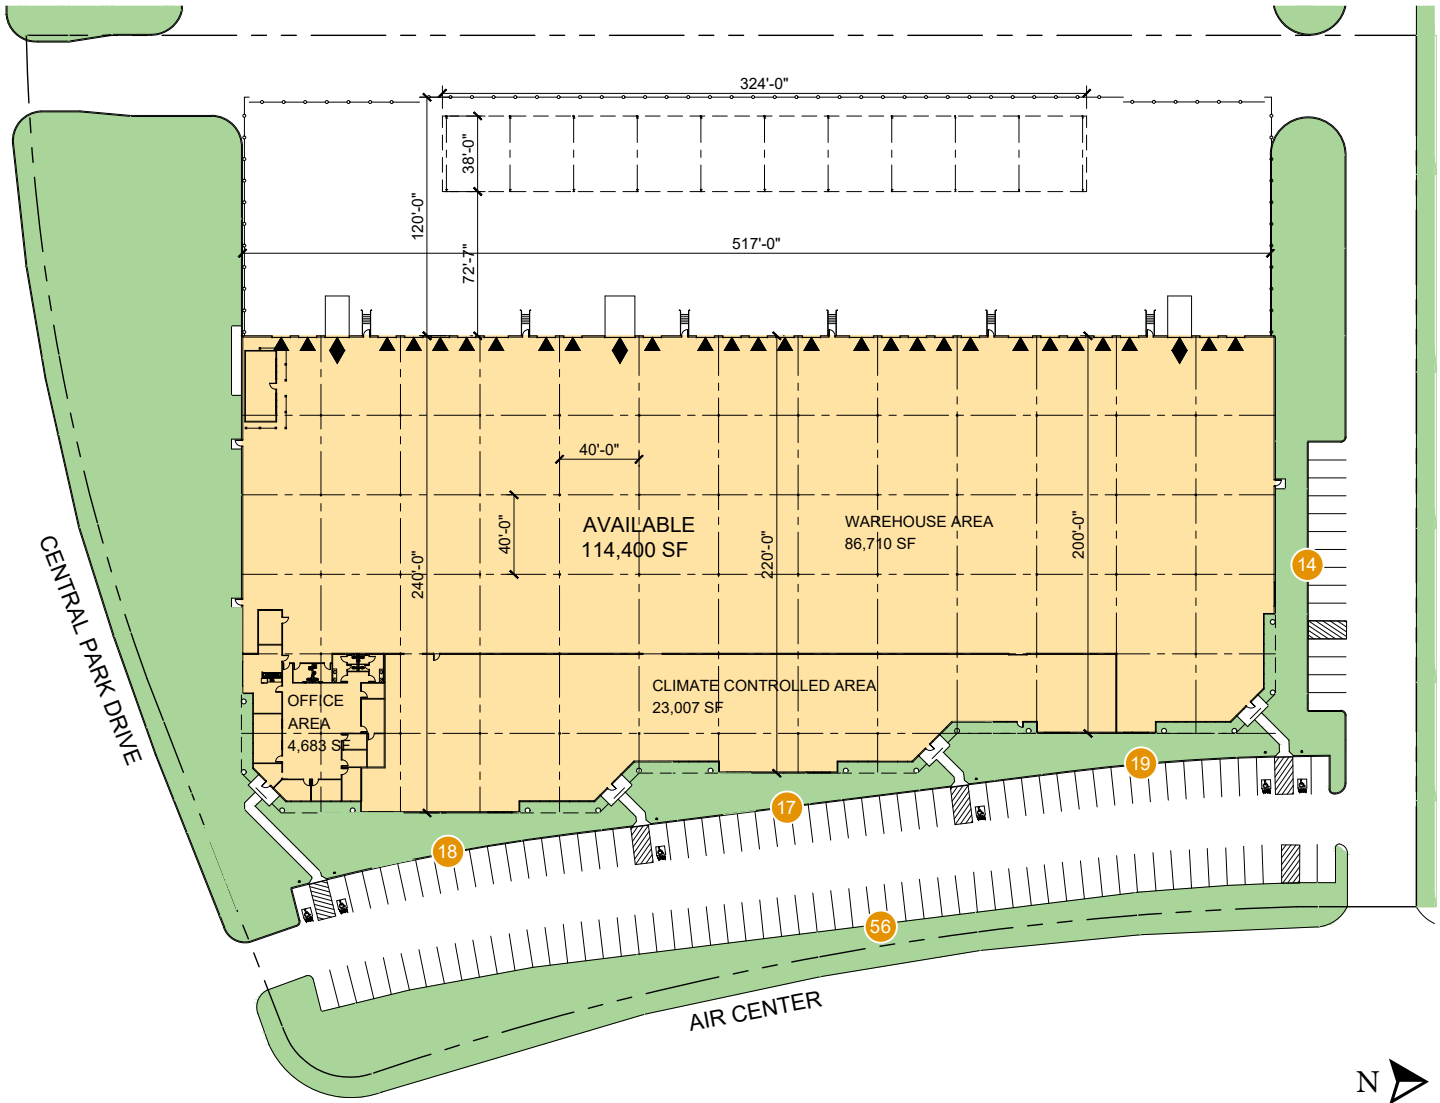 324'-0"
38'-0"
120'-0"
72'-7"
517'-0"
40'-0"
40'-0"
AVAILABLE
114,400 SF
WAREHOUSE AREA
86,710 SF
240'-0"
220'-0"
200'-0"
14
CENTRAL PARK DRIVE
OFFICE
AREA
4,683 SF
CLIMATE CONTROLLED AREA
23,007 SF
19
17
18
56
AIR CENTER
N